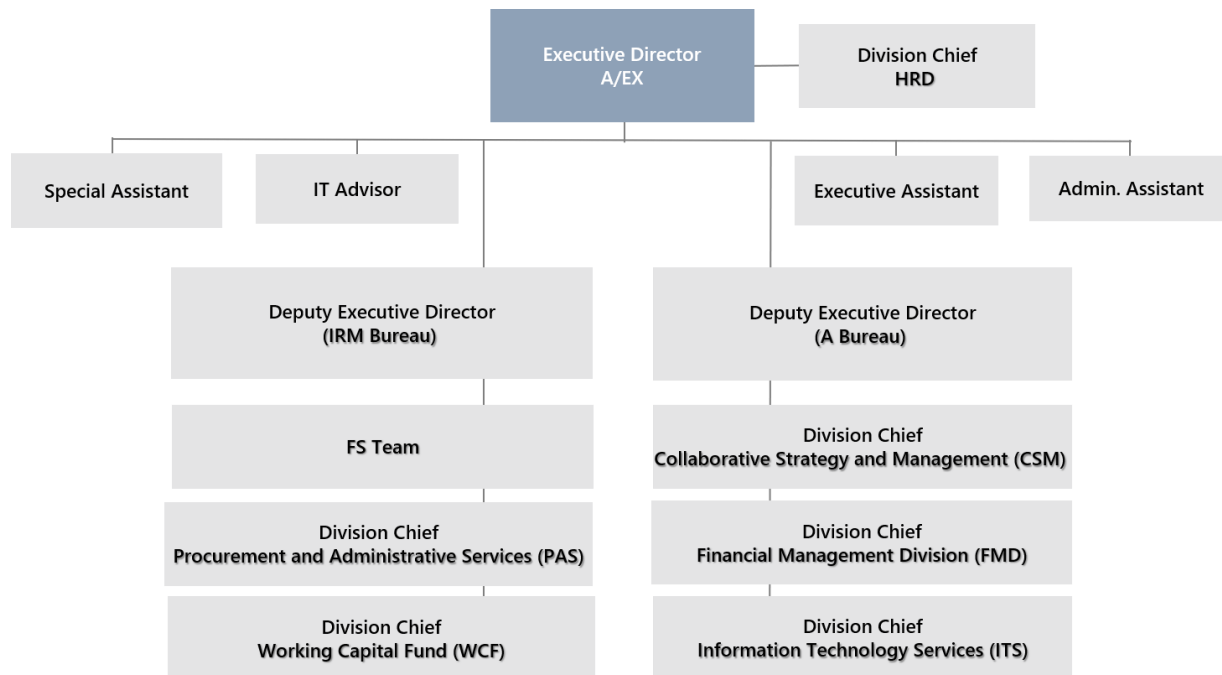 Executive Director
A/EX
Division Chief
HRD
Special Assistant
IT Advisor
Executive Assistant
Admin. Assistant
Deputy Executive Director
(IRM Bureau)
Deputy Executive Director
(A Bureau)
FS Team
Division Chief
Collaborative Strategy and Management (CSM)
Division Chief
Procurement and Administrative Services (PAS)
Division Chief
Financial Management Division (FMD)
Division Chief
Working Capital Fund (WCF)
Division Chief
Information Technology Services (ITS)